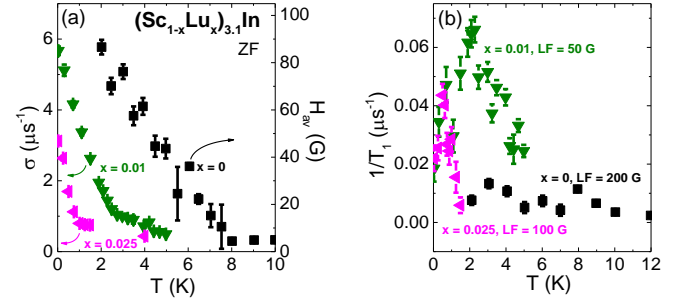 (a)
(Sc1-xLux)3.1In
ZF
σ (μs-1)
6
4
2
0
x = 0
x = 0.01
x = 0.025
0 2 4 6 8 10
T (K)
100
80
60
40
20
0
Hav (G)
(b)
x = 0.01, LF = 50 G
1/T1 (μs-1)
0.06
0.04
0.02
0.00
x = 0, LF = 200 G
x = 0.025, LF = 100 G
0 2 4 6 8 10 12
T (K)